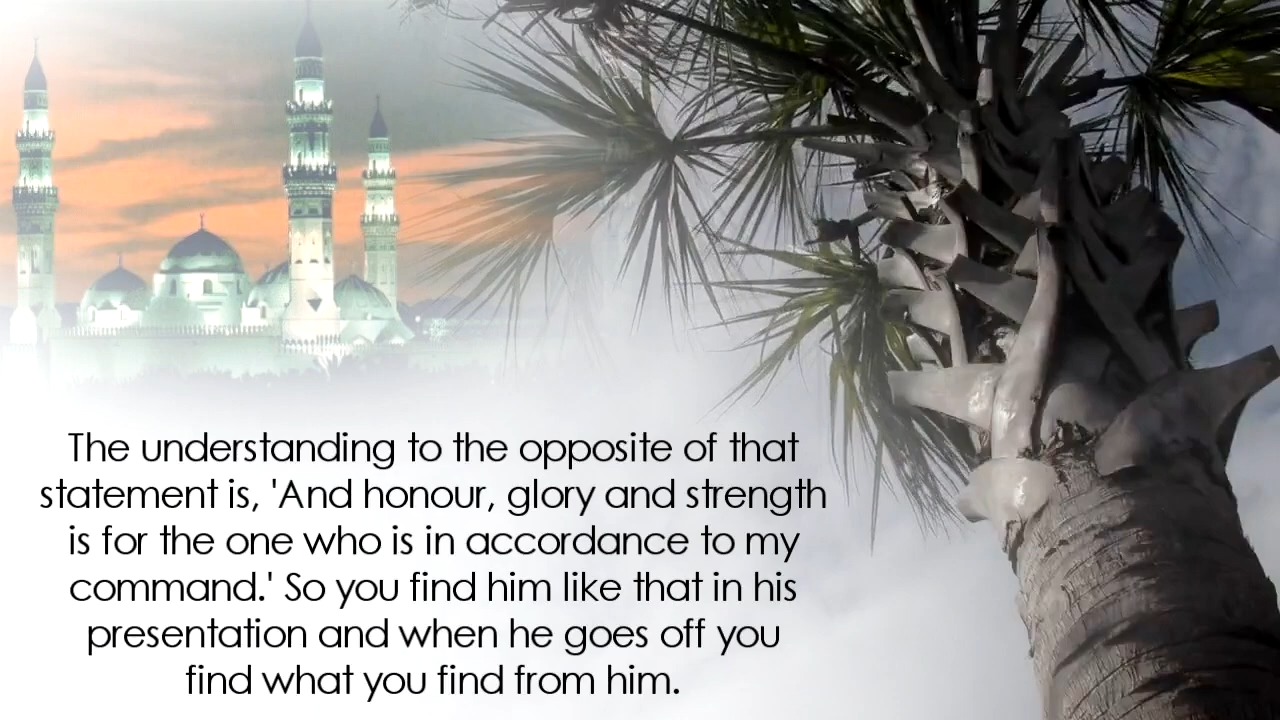 The understanding to the opposite of that
statement is, 'And honour, glory and strength
is for the one who is in accordance to my
command.' So you find him like that in his
presentation and when he goes off you
find what you find from him.